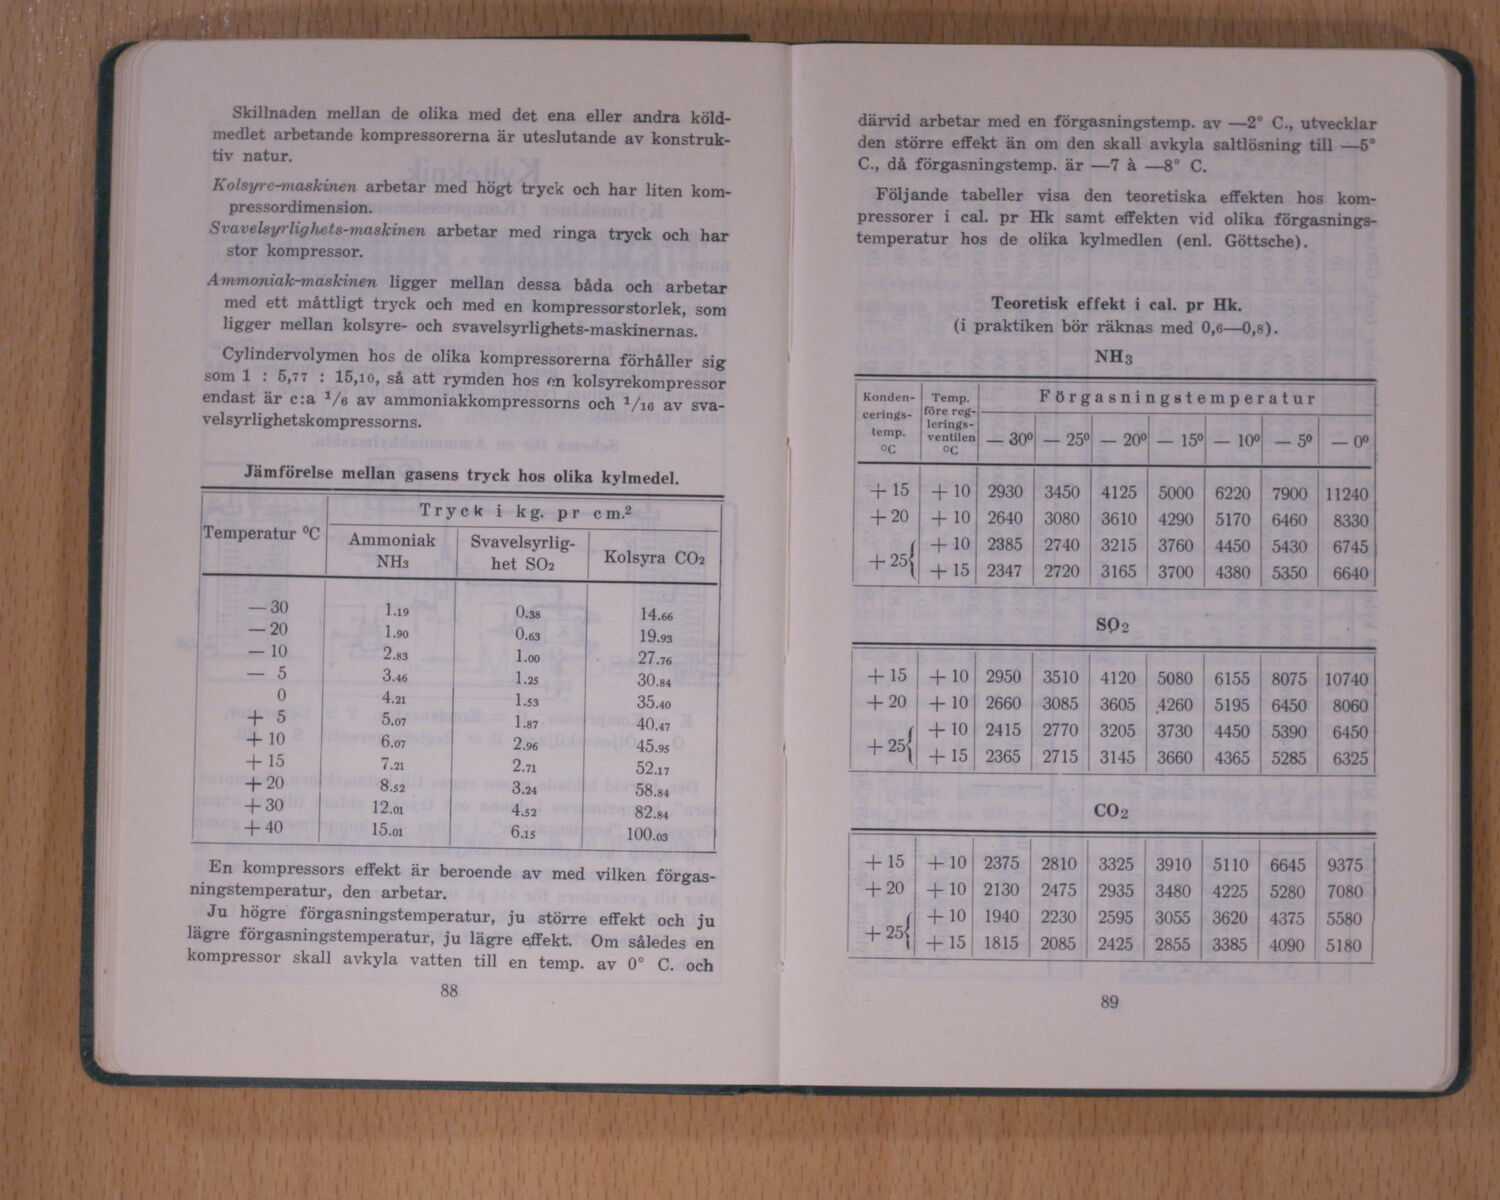 Skillnaden mellan de olika med det ena eller andra köld-
medlet arbetande kompressorerna är uteslutande av konstruk-
tiv natur.
Kolsyre-maskinen arbetar med högt tryck och har liten kom-
pressordimension.
Svavelsyrlighets-maskinen arbetar med ringa tryck och har
stor kompressor.
Ammoniak-maskinen ligger mellan dessa båda och arbetar
med ett måttligt tryck och med en kompressorstorlek, som
ligger mellan kolsyre- och svavelsyrlighets-maskinernas.
Cylindervolymen hos de olika kompressorerna förhåller sig
som 1 : 5,77 : 15,10, så att rymden hos en kolsyrekompressor
endast är c:a 1/6 av ammoniakkompressorns och 1/16 av sva-
velsyrlighetskompressorns.
Jämförelse mellan gasens tryck hos olika kylmedel.
Temperatur °C
Tryck i kg. pr cm.²
Ammoniak NH3
Svavelsyrlig-
het SO2
Kolsyra CO2
— 30 1.19 0.38 14.66
— 20 1.90 0.63 19.93
— 10 2.83 1.00 27.76
— 5 3.46 1.25 30.84
0 4.21 1.53 35.40
+ 5 5.07 1.87 40.47
+ 10 6.07 2.96 45.95
+ 15 7.21 2.71 52.17
+ 20 8.52 3.24 58.84
+ 30 12.01 4.52 82.84
+ 40 15.01 6.15 100.03
En kompressors effekt är beroende av med vilken förgas-
ningstemperatur, den arbetar.
Ju högre förgasningstemperatur, ju större effekt och ju
lägre förgasningstemperatur, ju lägre effekt. Om således en
kompressor skall avkyla vatten till en temp. av 0° C. och
88
därvid arbetar med en förgasningstemp. av —2° C., utvecklar
den större effekt än om den skall avkyla saltlösning till —5°
C., då förgasningstemp. är —7 à —8° C.
Följande tabeller visa den teoretiska effekten hos kom-
pressorer i cal. pr Hk samt effekten vid olika förgasnings-
temperatur hos de olika kylmedlen (enl. Göttsche).
Teoretisk effekt i cal. pr Hk.
(i praktiken bör räknas med 0,6—0,8).
NH3
Konden-
cerings-
temp.
°C
Temp.
före reg-
lerings-
ventilen
°C
Förgasningstemperatur
— 30° — 25° — 20° — 15° — 10° — 5° — 0°
+ 15 + 10 2930 3450 4125 5000 6220 7900 11240
+ 20 + 10 2640 3080 3610 4290 5170 6460 8330
+ 25{ + 10 2385 2740 3215 3760 4450 5430 6745
+ 15 2347 2720 3165 3700 4380 5350 6640
SO2
+ 15 + 10 2950 3510 4120 5080 6155 8075 10740
+ 20 + 10 2660 3085 3605 4260 5195 6450 8060
+ 25{ + 10 2415 2770 3205 3730 4450 5390 6450
+ 15 2365 2715 3145 3660 4365 5285 6325
CO2
+ 15 + 10 2375 2810 3325 3910 5110 6645 9375
+ 20 + 10 2130 2475 2935 3480 4225 5280 7080
+ 25{ + 10 1940 2230 2595 3055 3620 4375 5580
+ 15 1815 2085 2425 2855 3385 4090 5180
89